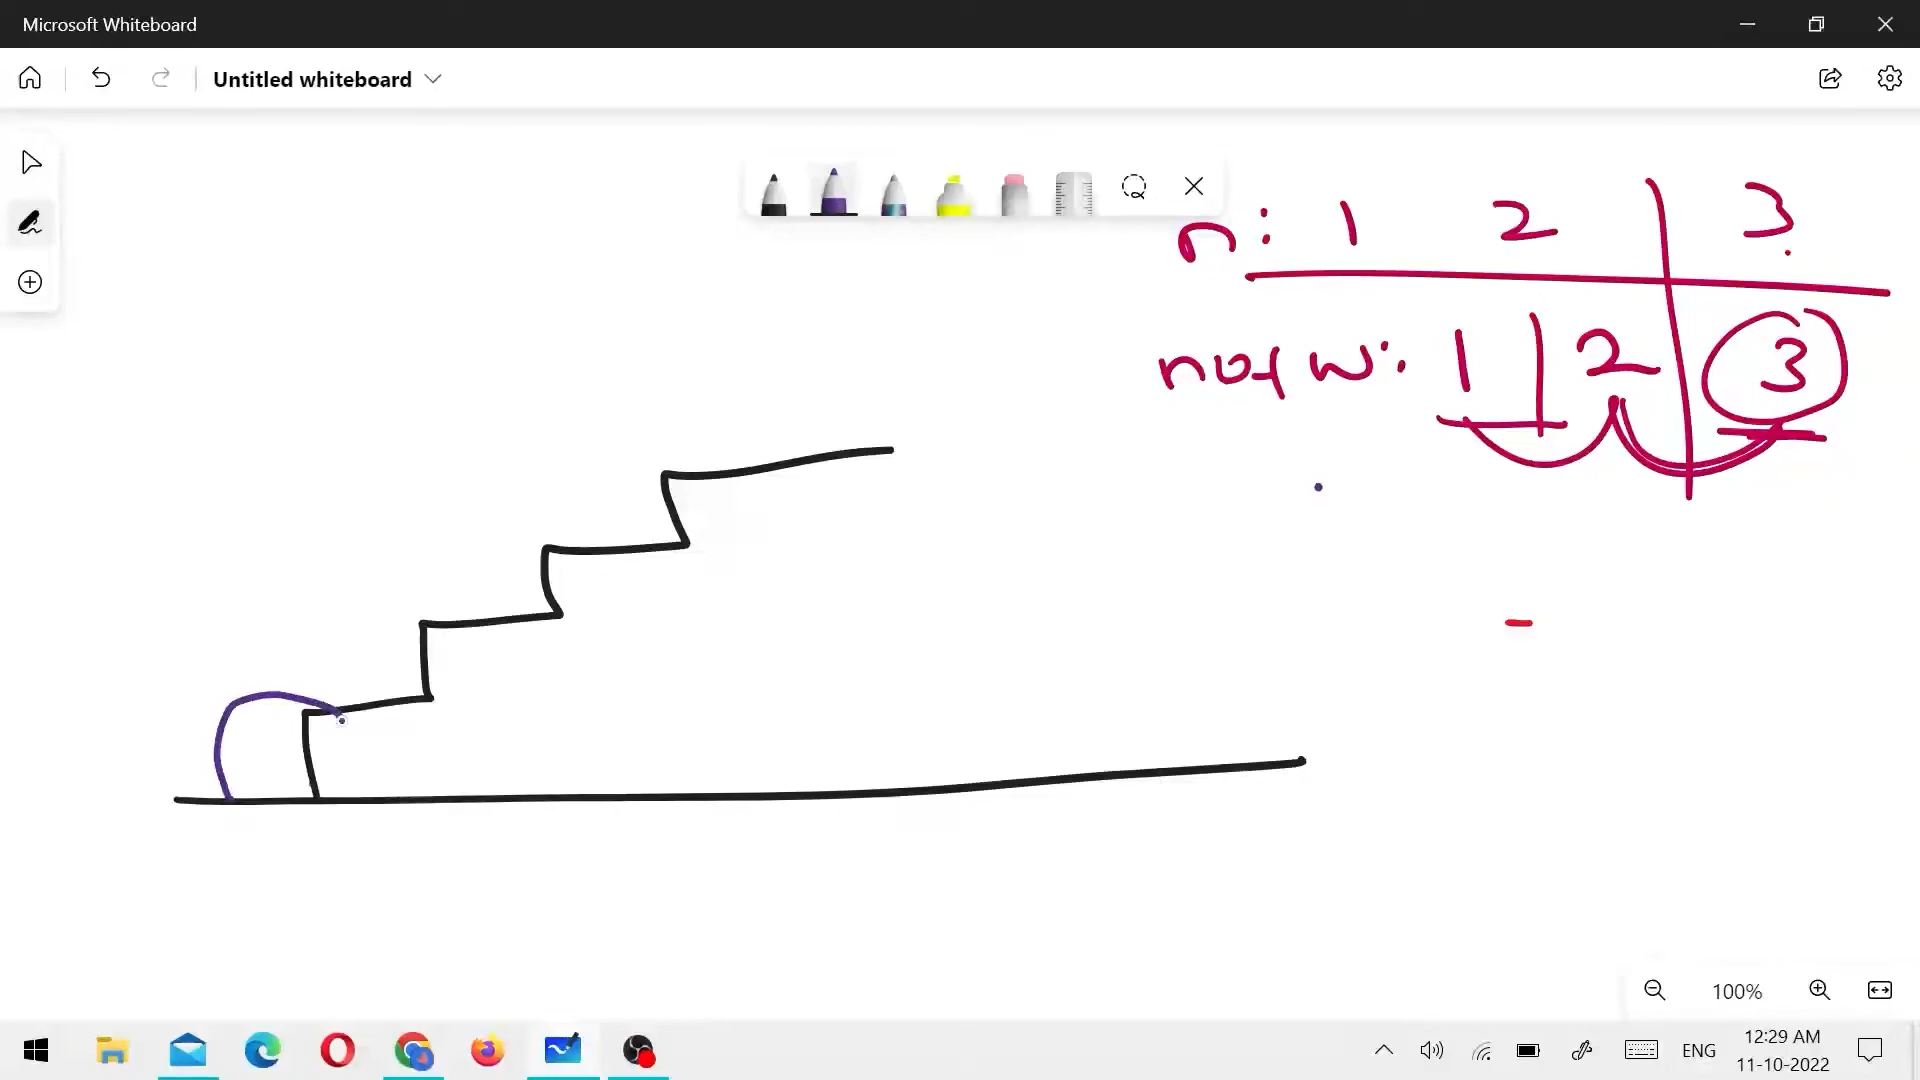 Microsoft Whiteboard
Untitled whiteboard
n: 1 2 3
no of w: 1 2 3
100%
ENG
12:29 AM
11-10-2022